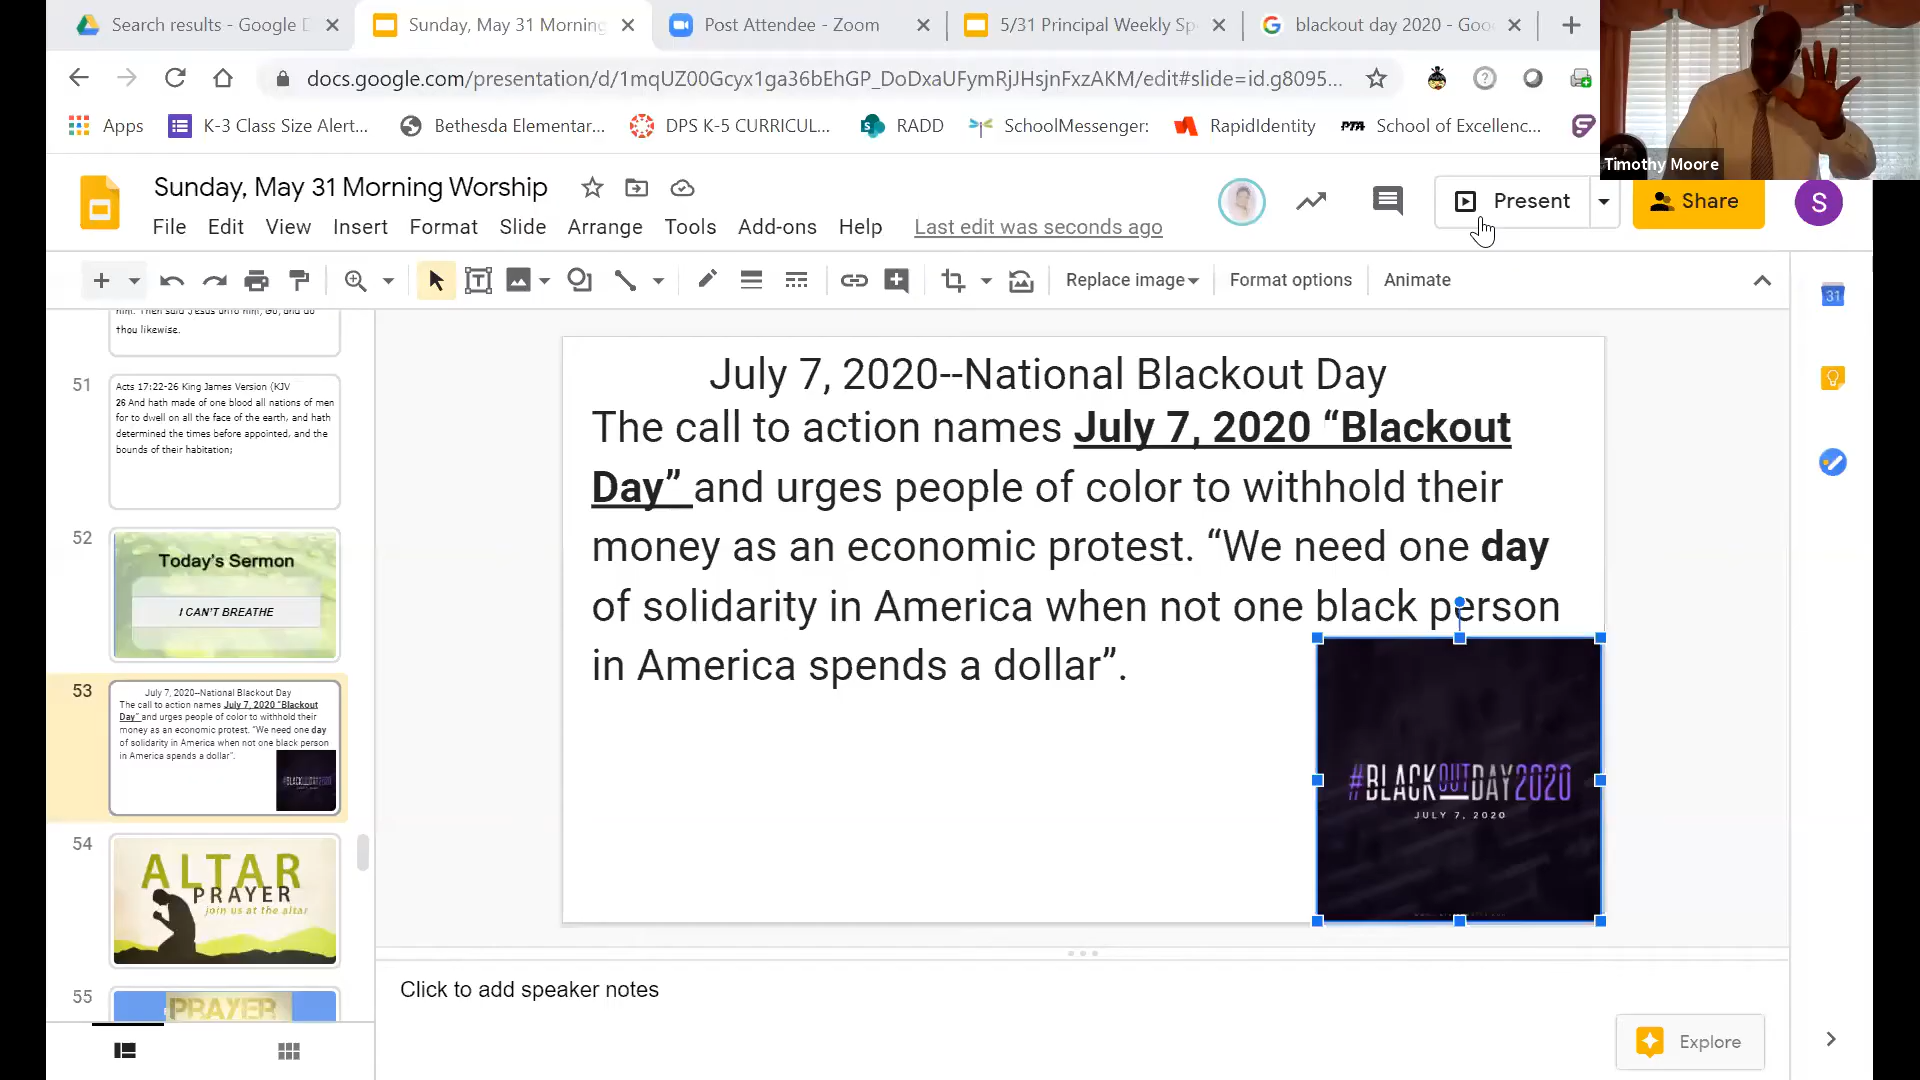 Search results - Google D
Sunday, May 31 Morning
Post Attendee - Zoom
5/31 Principal Weekly Sp
blackout day 2020 - Goo
docs.google.com/presentation/d/1mqUZ00Gcyx1ga36bEhGP_DoDxaUFymRjJHsjnFxzAKM/edit#slide=id.g8095...
Apps
K-3 Class Size Alert...
Bethesda Elementar...
DPS K-5 CURRICUL...
RADD
SchoolMessenger:
RapidIdentity
PTA
School of Excellenc...
Timothy Moore
Sunday, May 31 Morning Worship
Present
Share
S
File Edit View Insert Format Slide Arrange Tools Add-ons Help
Last edit was seconds ago
Replace image
Format options
Animate
31
him. Then said Jesus unto him, Go, and do
thou likewise.
51
Acts 17:22-26 King James Version (KJV
26 And hath made of one blood all nations of men
for to dwell on all the face of the earth, and hath
determined the times before appointed, and the
bounds of their habitation;
52
Today's Sermon
I CAN'T BREATHE
53
July 7, 2020--National Blackout Day
The call to action names July 7, 2020 "Blackout
Day" and urges people of color to withhold their
money as an economic protest. "We need one day
of solidarity in America when not one black person
in America spends a dollar".
#BLACKOUTDAY2020
54
ALTAR
PRAYER
join us at the altar
55
PRAYER
July 7, 2020--National Blackout Day
The call to action names July 7, 2020 “Blackout
Day” and urges people of color to withhold their
money as an economic protest. “We need one day
of solidarity in America when not one black person
in America spends a dollar”.
#BLACKOUTDAY2020
JULY 7, 2020
Click to add speaker notes
Explore